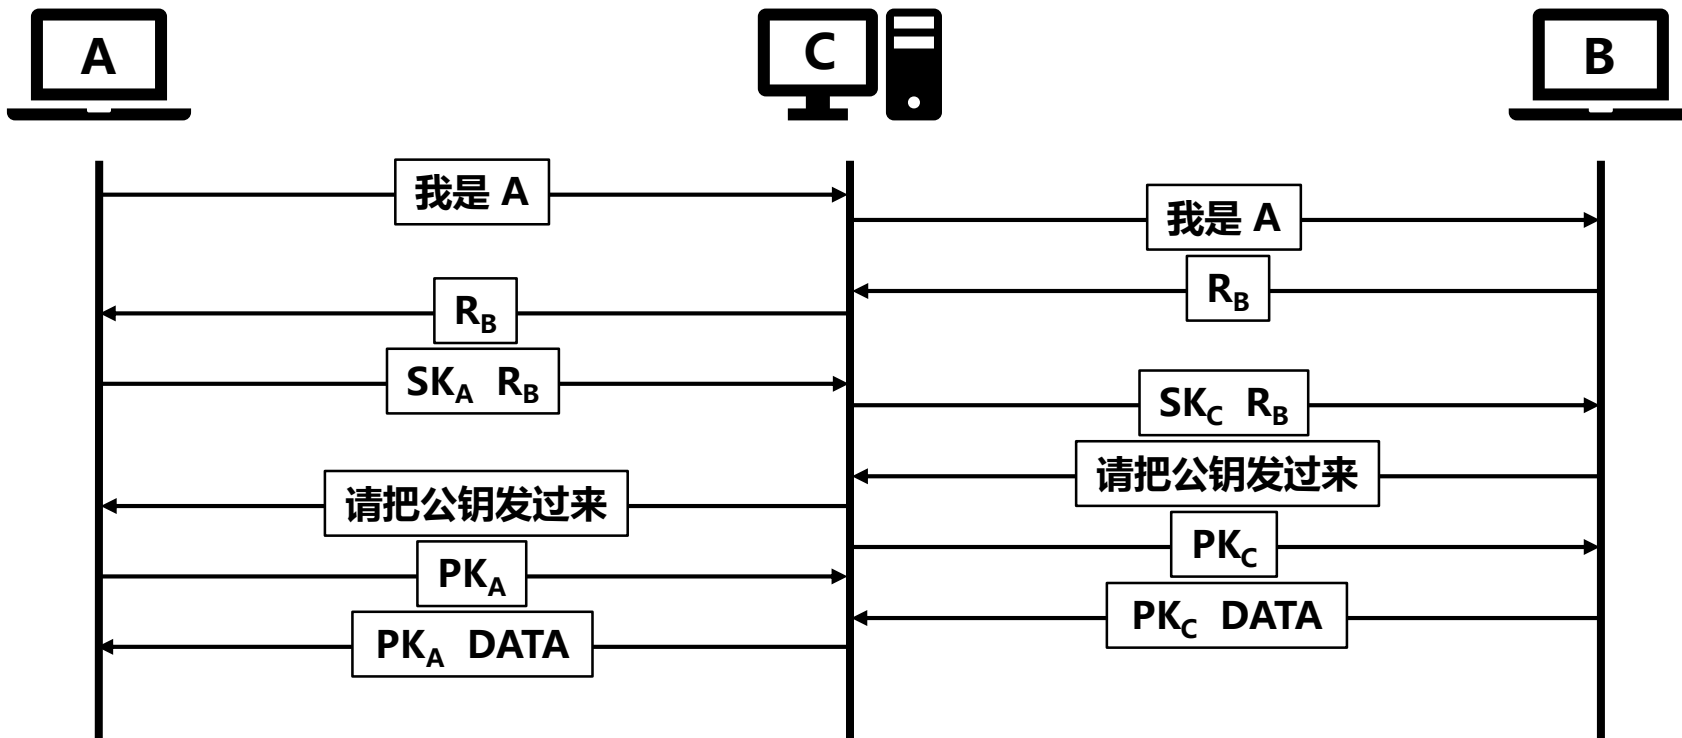 A
C
B
我是 A
我是 A
R_B
R_B
SK_A R_B
SK_C R_B
请把公钥发过来
请把公钥发过来
PK_C
PK_A
PK_C DATA
PK_A DATA